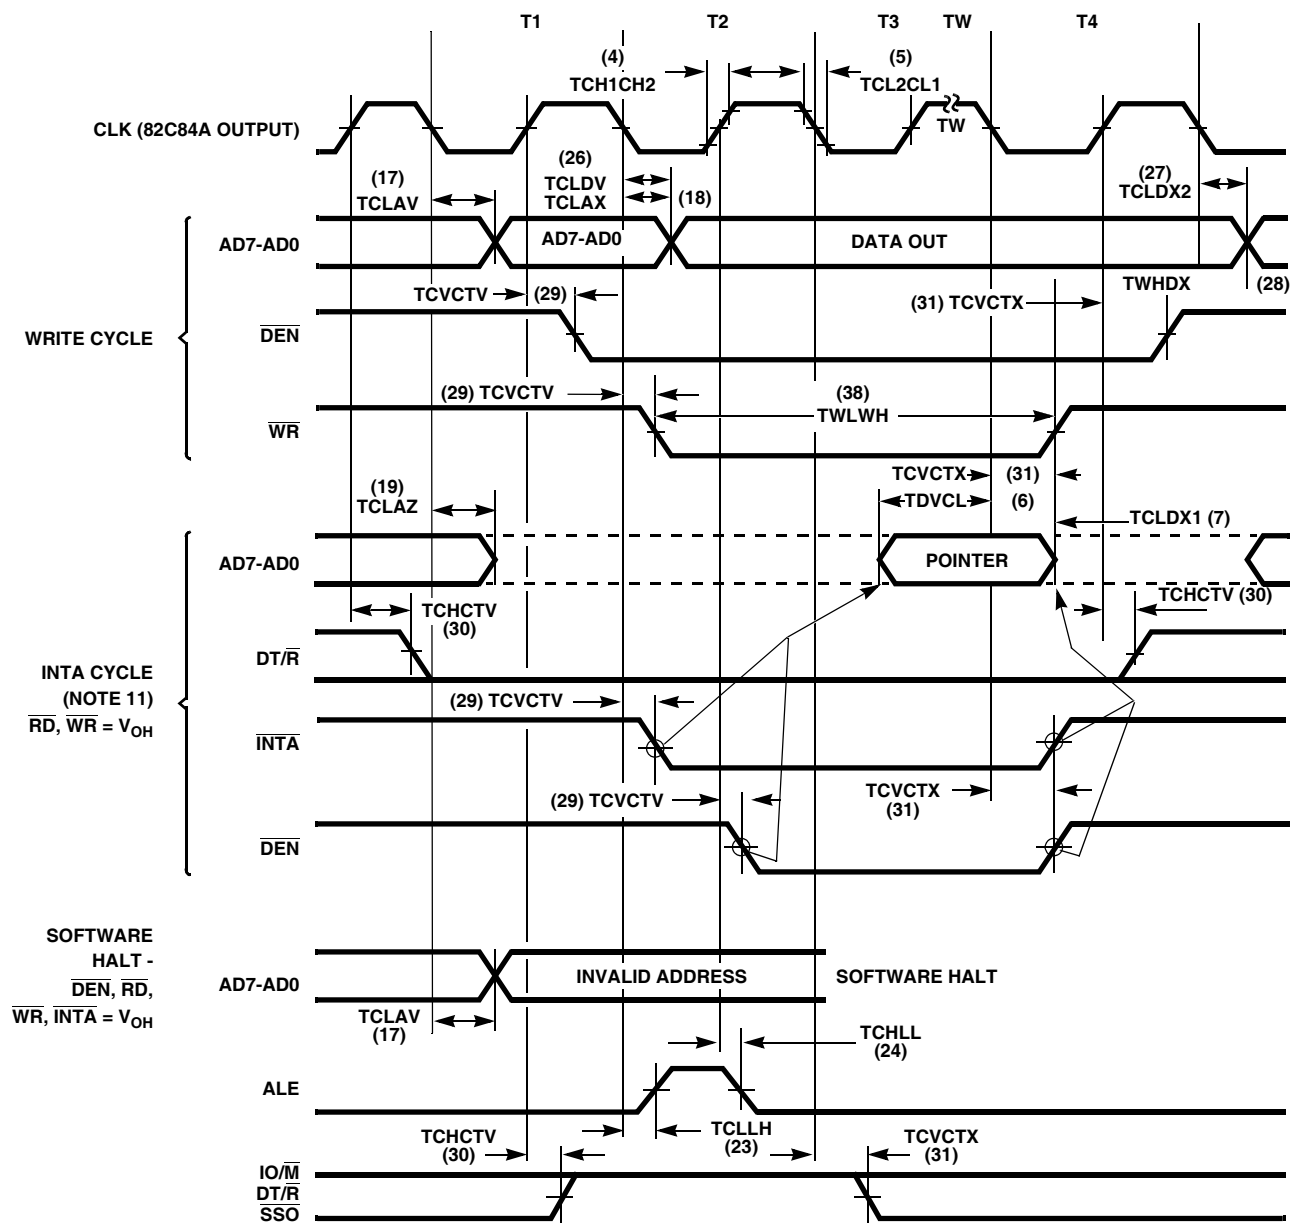 T1 T2 T3 TW T4
(4) (5)
TCH1CH2 TCL2CL1
CLK (82C84A OUTPUT) TW
(17) (26) (27)
TCLAV TCLDV (18) TCLDX2
TCLAX
AD7-AD0 AD7-AD0 DATA OUT
TCVCTV (29) (31) TCVCTX TWHDX (28)
WRITE CYCLE
DEN
(29) TCVCTV (38)
TWLWH
WR
TCVCTX (31)
(19) TDVCL (6)
TCLAZ TCLDX1 (7)
AD7-AD0 POINTER
TCHCTV TCHCTV (30)
(30)
DT/R
INTA CYCLE
(NOTE 11)
RD, WR = VOH
(29) TCVCTV
INTA
TCVCTX
(31)
(29) TCVCTV
DEN
SOFTWARE
HALT -
DEN, RD,
WR, INTA = VOH
AD7-AD0 INVALID ADDRESS SOFTWARE HALT
TCLAV
(17)
TCHLL
(24)
ALE
TCHCTV TCLLH TCVCTX
(30) (23) (31)
IO/M
DT/R
SSO